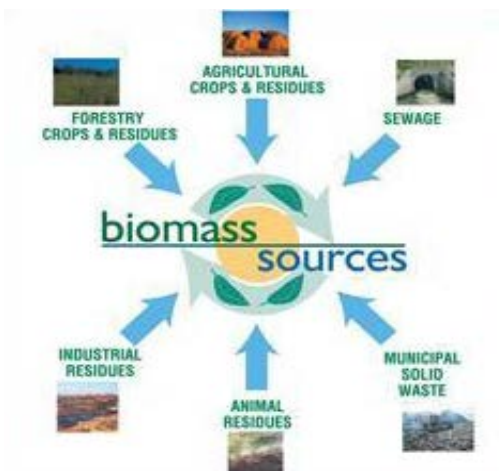 AGRICULTURAL
CROPS & RESIDUES
FORESTRY
CROPS & RESIDUES
SEWAGE
biomass
sources
INDUSTRIAL
RESIDUES
MUNICIPAL
SOLID
WASTE
ANIMAL
RESIDUES